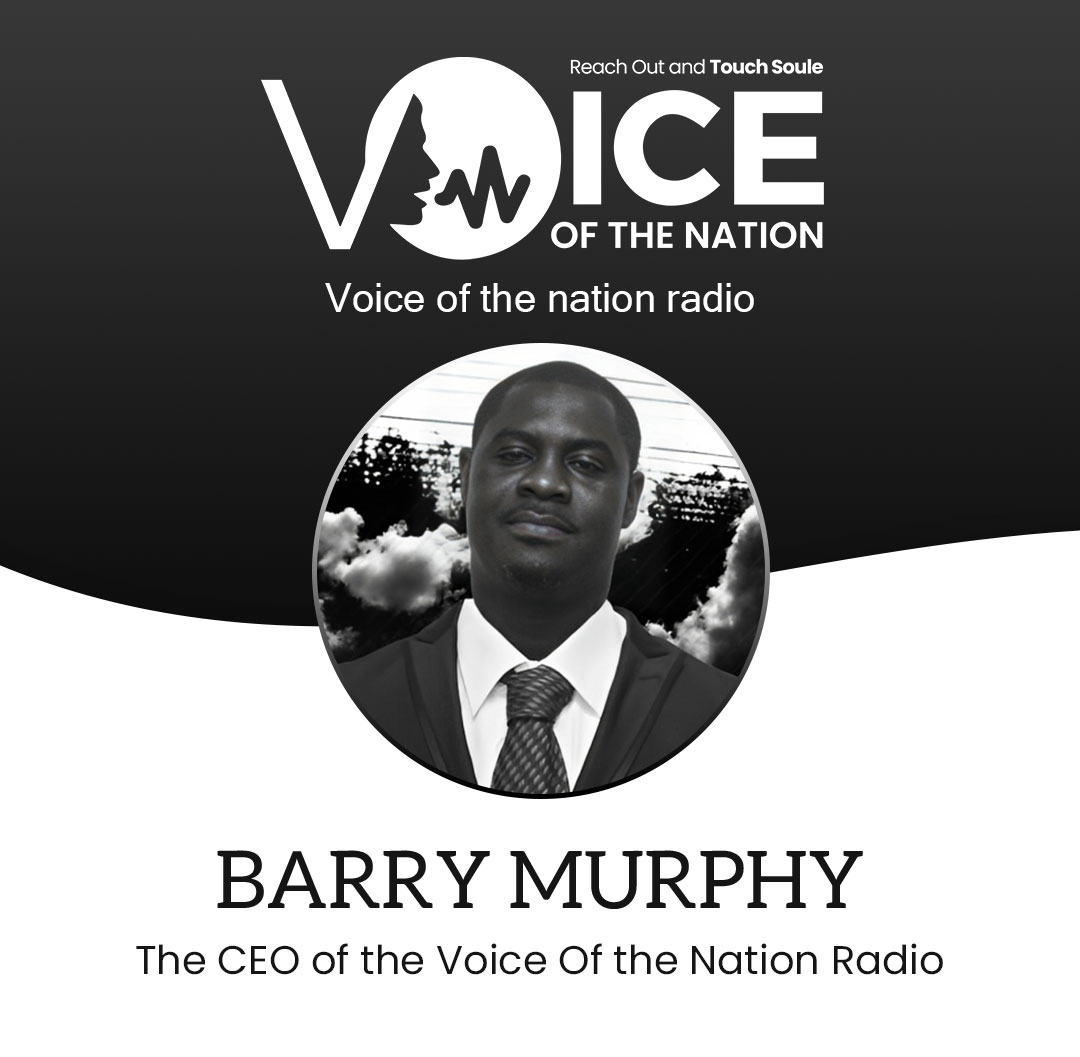 Reach Out and Touch Soule
VOICE
OF THE NATION
Voice of the nation radio
BARRY MURPHY
The CEO of the Voice Of the Nation Radio